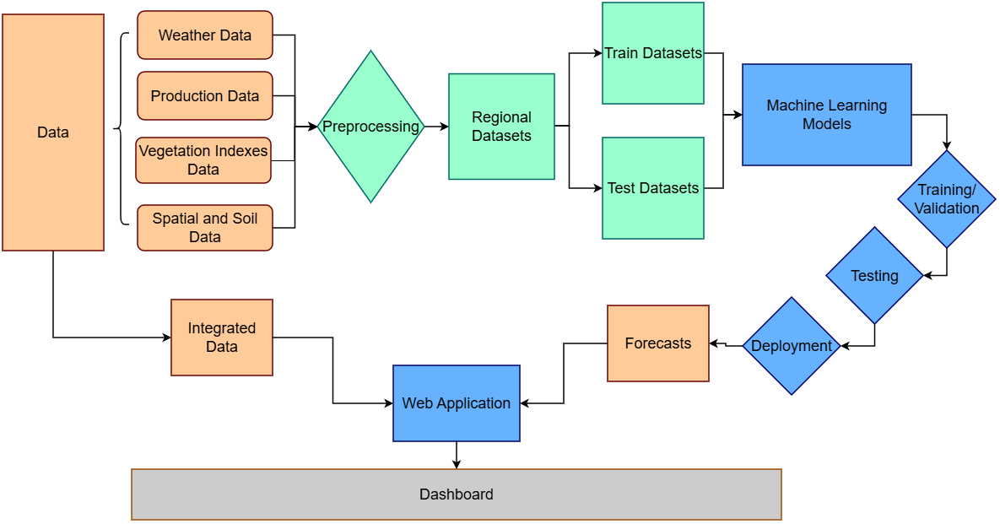 Data
Weather Data
Production Data
Vegetation Indexes
Data
Spatial and Soil
Data
Preprocessing
Regional
Datasets
Train Datasets
Test Datasets
Machine Learning
Models
Training/
Validation
Testing
Deployment
Forecasts
Integrated
Data
Web Application
Dashboard